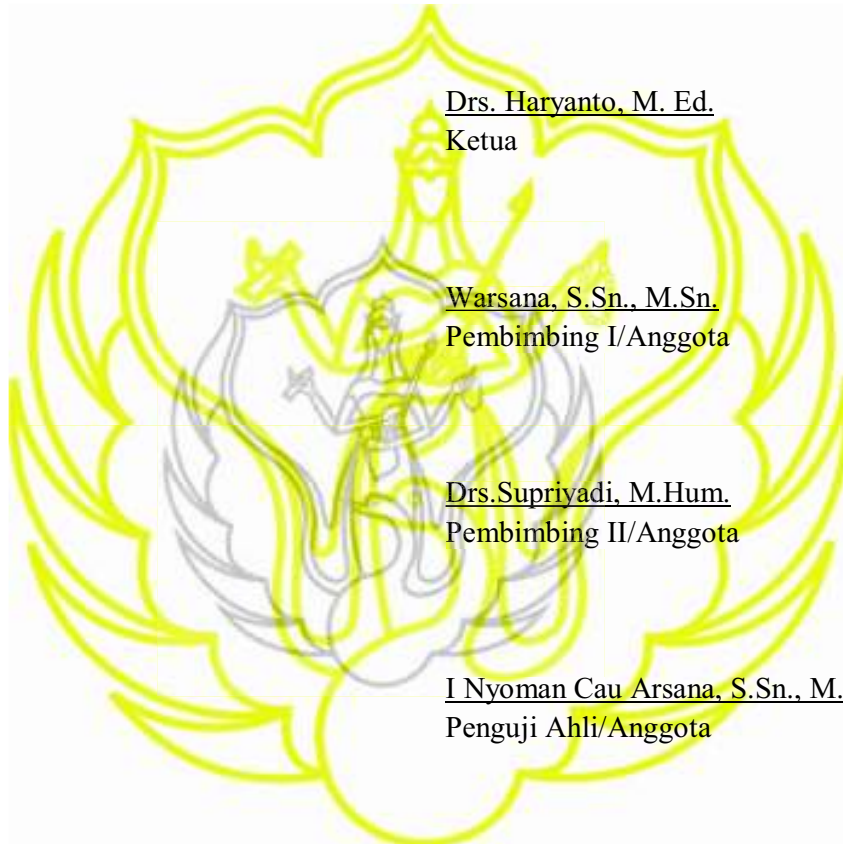 Drs. Haryanto, M. Ed.
Ketua
Warsana, S.Sn., M.Sn.
Pembimbing I/Anggota
Drs.Supriyadi, M.Hum.
Pembimbing II/Anggota
I Nyoman Cau Arsana, S.Sn., M.
Penguji Ahli/Anggota